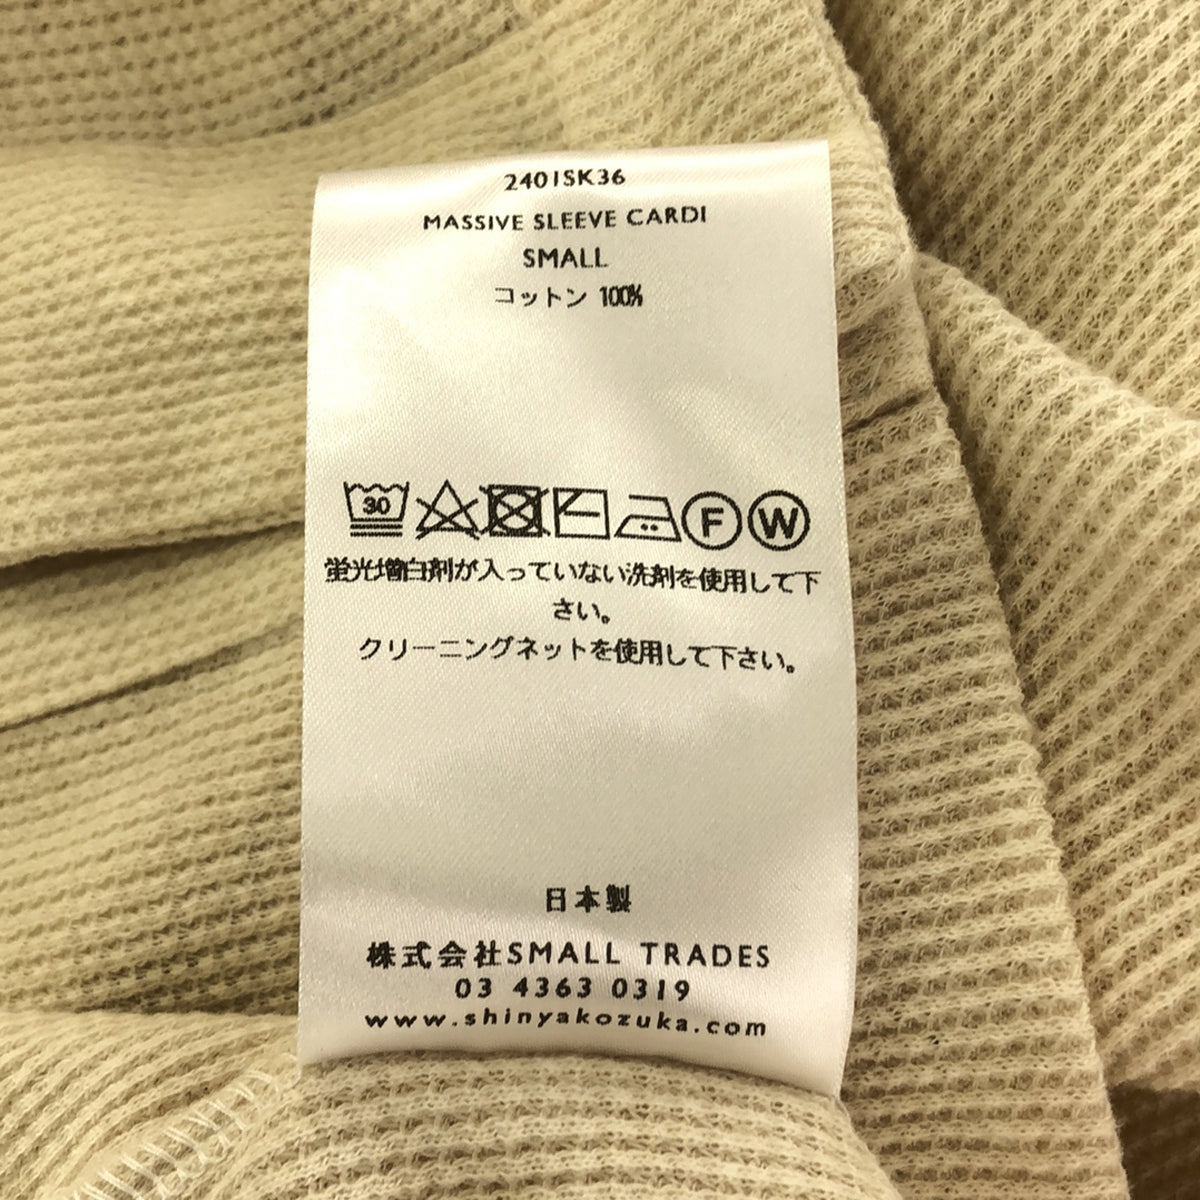 2401SK36
MASSIVE SLEEVE CARDI
SMALL
コットン 100%
30 F W
蛍光増白剤が入っていない洗剤を使用して下
さい。
クリーニングネットを使用して下さい。
日本製
株式会社SMALL TRADES
03 4363 0319
www.shinyakozuka.com